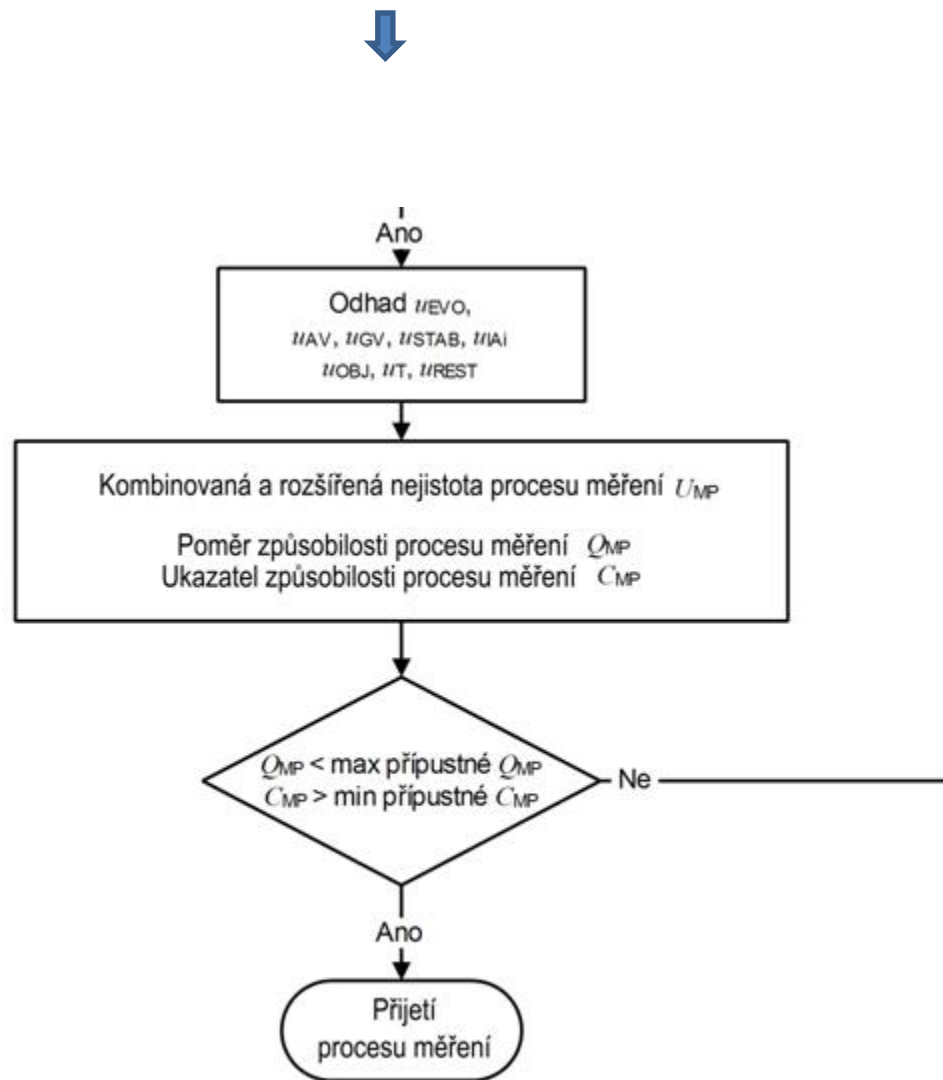 Ano
Odhad uEVO,
uAV, uGV, uSTAB, uIAi
uOBJ, uT, uREST
Kombinovaná a rozšířená nejistota procesu měření UMP
Poměr způsobilosti procesu měření QMP
Ukazatel způsobilosti procesu měření CMP
QMP < max přípustné QMP
CMP > min přípustné CMP
Ne
Ano
Přijetí
procesu měření